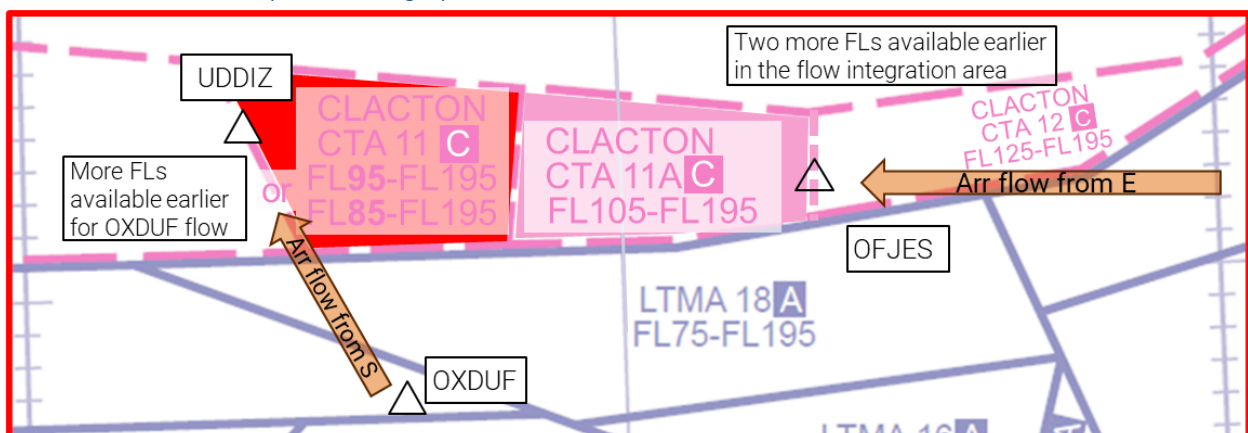 Two more FLs available earlier
in the flow integration area
UDDIZ
CLACTON
CTA 11 C
or FL95-FL195
FL85-FL195
CLACTON
CTA 11A C
FL105-FL195
CLACTON
CTA 12 C
FL125-FL195
More FLs
available earlier
for OXDUF flow
Arr flow from E
Arr flow from S
OFJES
LTMA 18 A
FL75-FL195
OXDUF
LTMA 16 A